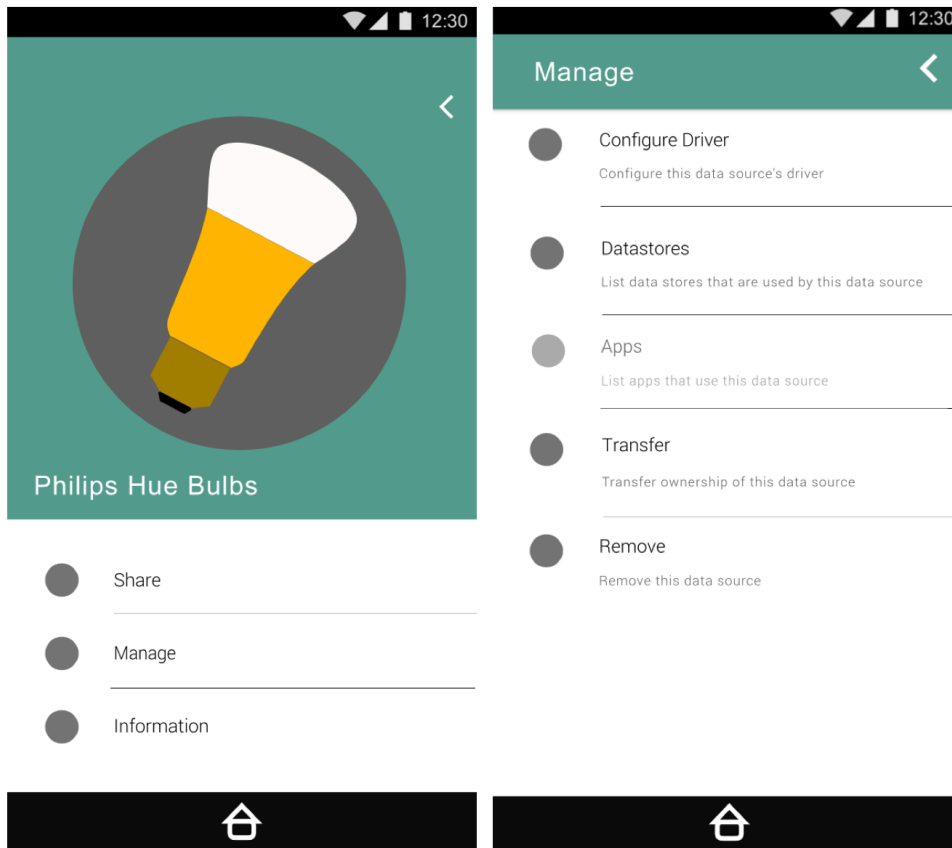 12:30
Philips Hue Bulbs
Share
Manage
Information
12:30
Manage
Configure Driver
Configure this data source's driver
Datastores
List data stores that are used by this data source
Apps
List apps that use this data source
Transfer
Transfer ownership of this data source
Remove
Remove this data source